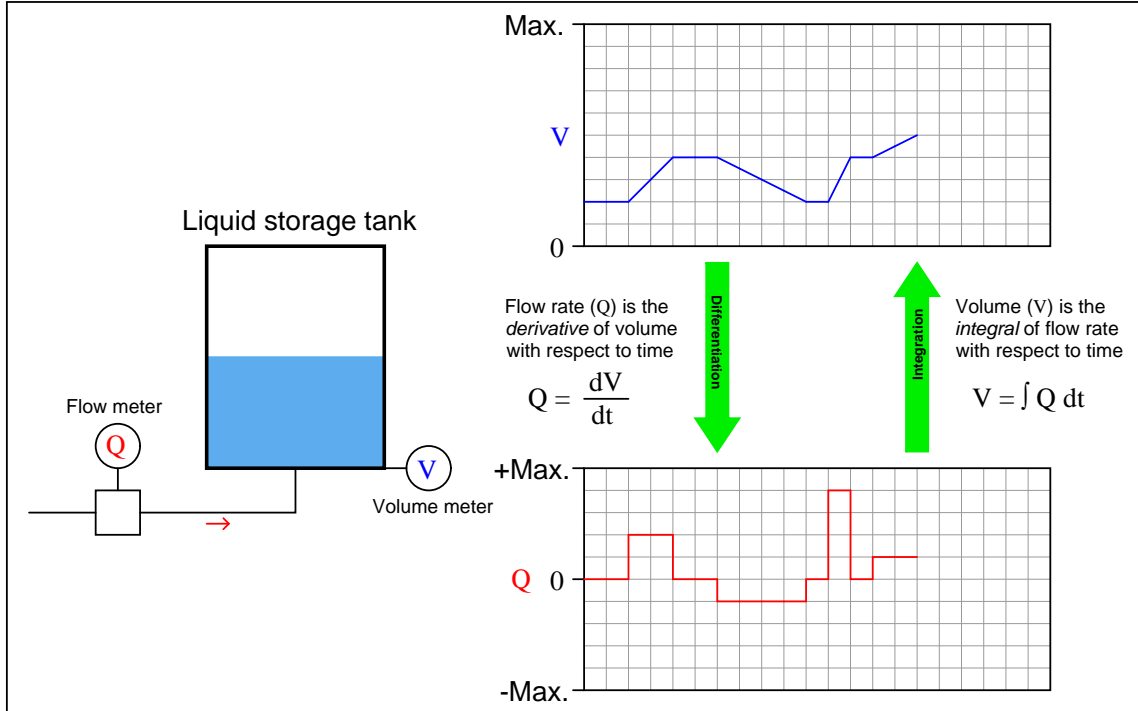 Liquid storage tank
Flow meter
Q
V
Volume meter
→
Max.
V
0
Flow rate (Q) is the
derivative of volume
with respect to time
Q = dV/dt
Differentiation
Integration
Volume (V) is the
integral of flow rate
with respect to time
V = ∫ Q dt
+Max.
Q 0
-Max.